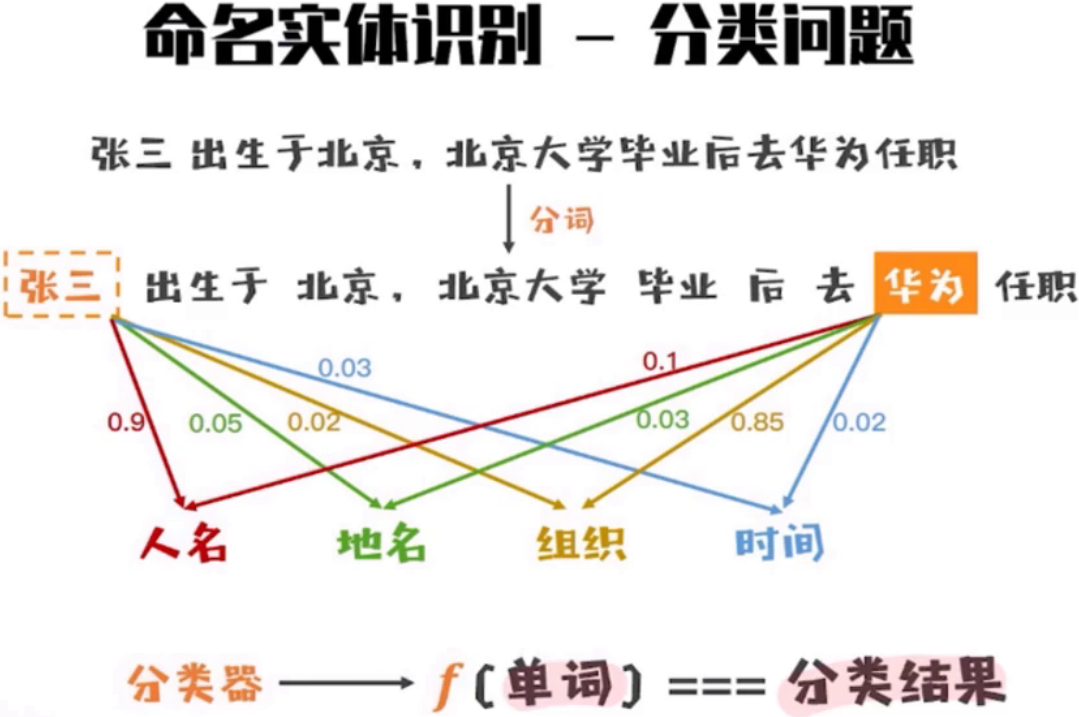 命名实体识别 - 分类问题
张三 出生于北京，北京大学毕业后去华为任职
分词
张三 出生于 北京， 北京大学 毕业 后 去 华为 任职
0.03 0.1
0.9 0.05 0.02 0.03 0.85 0.02
人名 地名 组织 时间
分类器 f(单词) === 分类结果